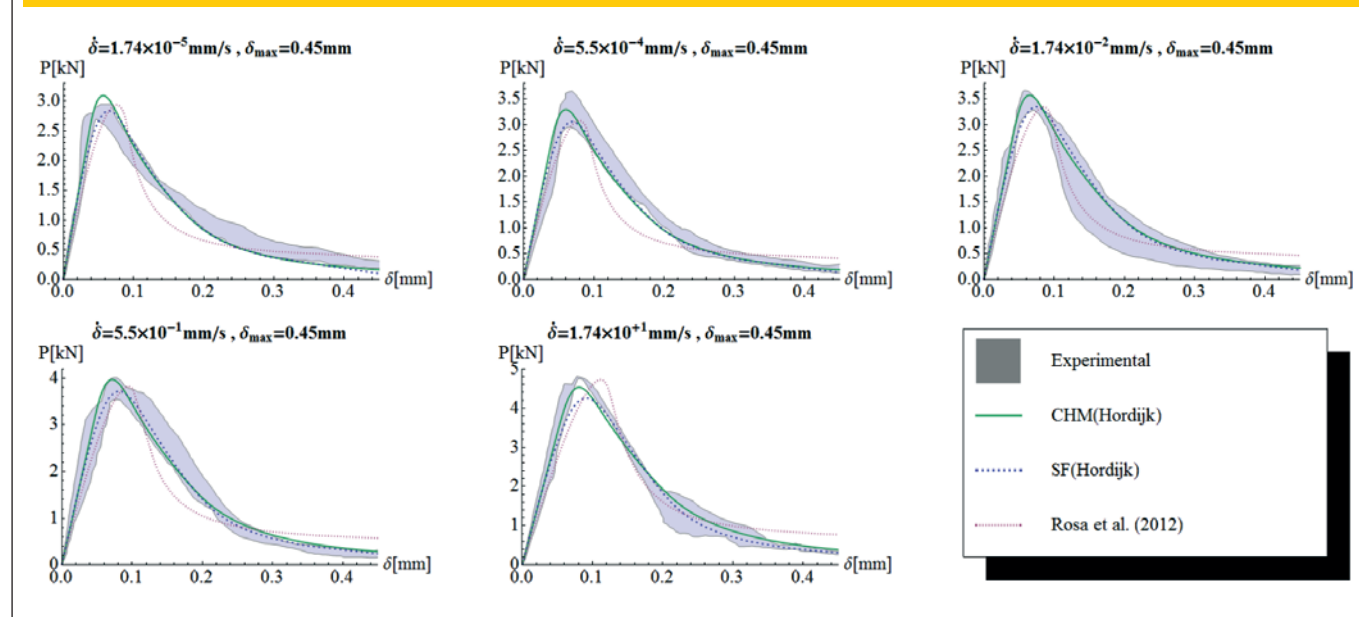 δ̇=1.74×10⁻⁵mm/s , δmax=0.45mm
P[kN]
3.0
2.5
2.0
1.5
1.0
0.5
0.0
0.0 0.1 0.2 0.3 0.4 δ[mm]
δ̇=5.5×10⁻⁴mm/s , δmax=0.45mm
P[kN]
3.5
3.0
2.5
2.0
1.5
1.0
0.5
0.0
0.0 0.1 0.2 0.3 0.4 δ[mm]
δ̇=1.74×10⁻²mm/s , δmax=0.45mm
P[kN]
3.5
3.0
2.5
2.0
1.5
1.0
0.5
0.0
0.0 0.1 0.2 0.3 0.4 δ[mm]
δ̇=5.5×10⁻¹mm/s , δmax=0.45mm
P[kN]
4
3
2
1
0
0.0 0.1 0.2 0.3 0.4 δ[mm]
δ̇=1.74×10⁺¹mm/s , δmax=0.45mm
P[kN]
5
4
3
2
1
0
0.0 0.1 0.2 0.3 0.4 δ[mm]
Experimental
CHM(Hordijk)
SF(Hordijk)
Rosa et al. (2012)